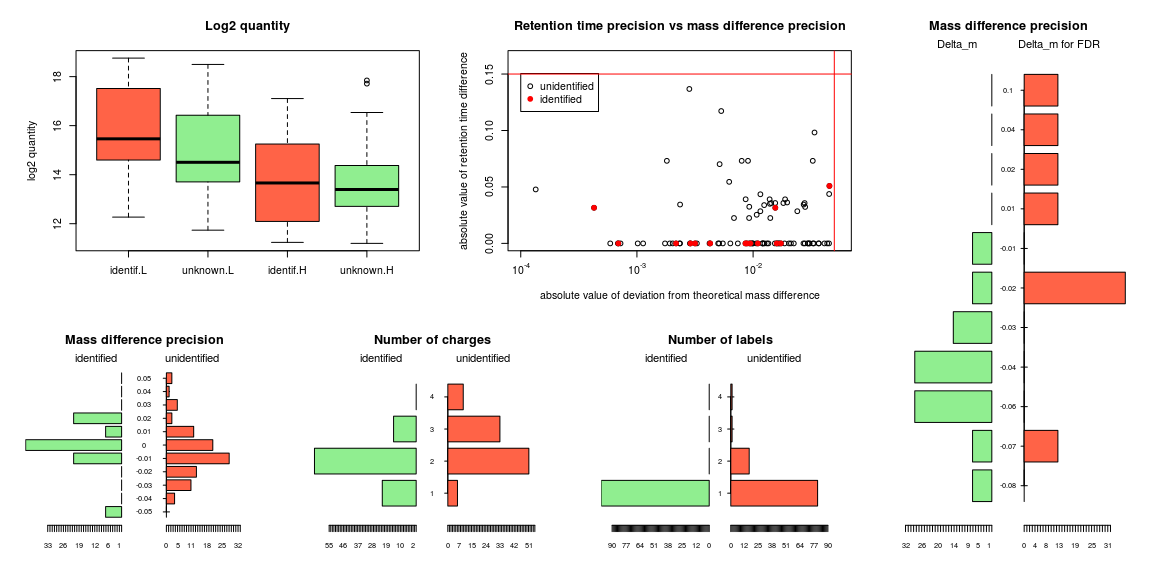 Log2 quantity
log2 quantity
18
16
14
12
identif.L unknown.L identif.H unknown.H
Retention time precision vs mass difference precision
absolute value of retention time difference
0.15
0.10
0.05
0.00
unidentified
identified
10-4 10-3 10-2
absolute value of deviation from theoretical mass difference
Mass difference precision
Delta_m Delta_m for FDR
0.1
0.04
0.02
0.01
-0.01
-0.02
-0.03
-0.04
-0.06
-0.07
-0.08
32 26 20 14 9 5 1 0 4 8 13 19 25 31
Mass difference precision
identified unidentified
0.05
0.04
0.03
0.02
0.01
0
-0.01
-0.02
-0.03
-0.04
-0.05
33 26 19 12 6 1 0 5 11 18 25 32
Number of charges
identified unidentified
4
3
2
1
55 46 37 28 19 10 2 0 7 15 24 33 42 51
Number of labels
identified unidentified
4
3
2
1
90 77 64 51 38 25 12 0 0 12 25 38 51 64 77 90